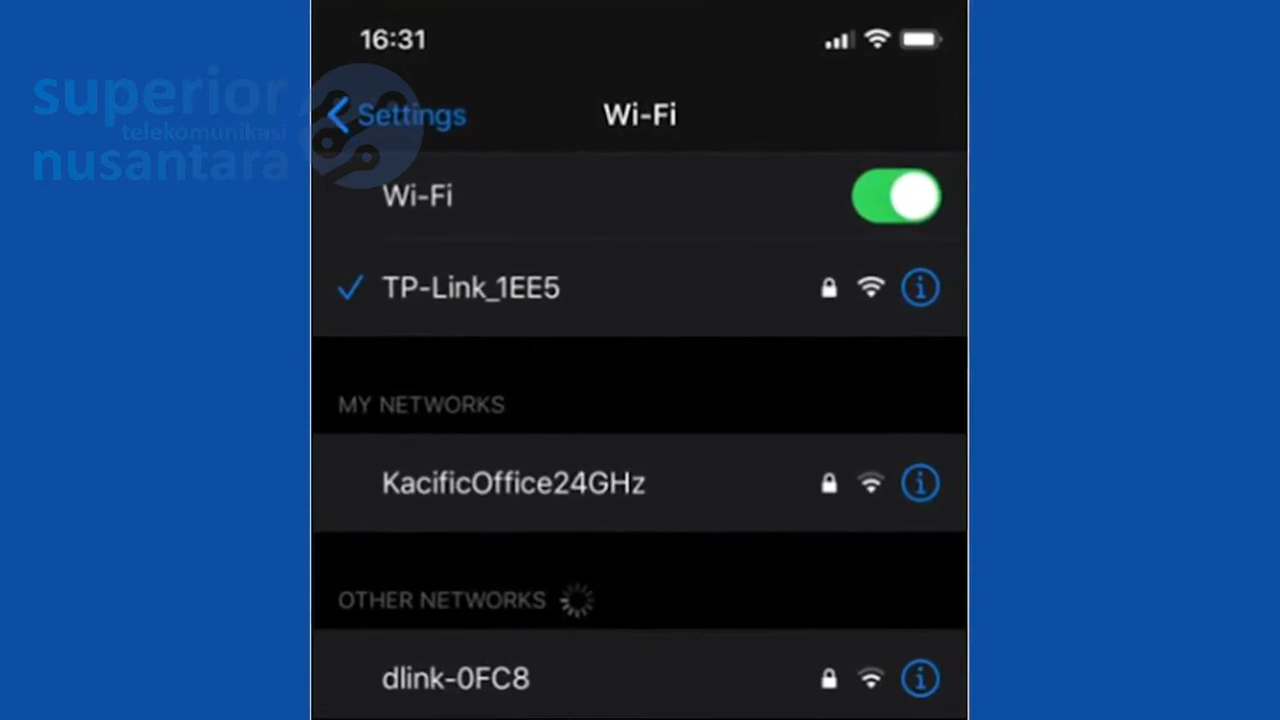 16:31
superior
telekomunikasi
nusantara
Settings
Wi-Fi
Wi-Fi
TP-Link_1EE5
MY NETWORKS
KacificOffice24GHz
OTHER NETWORKS
dlink-0FC8